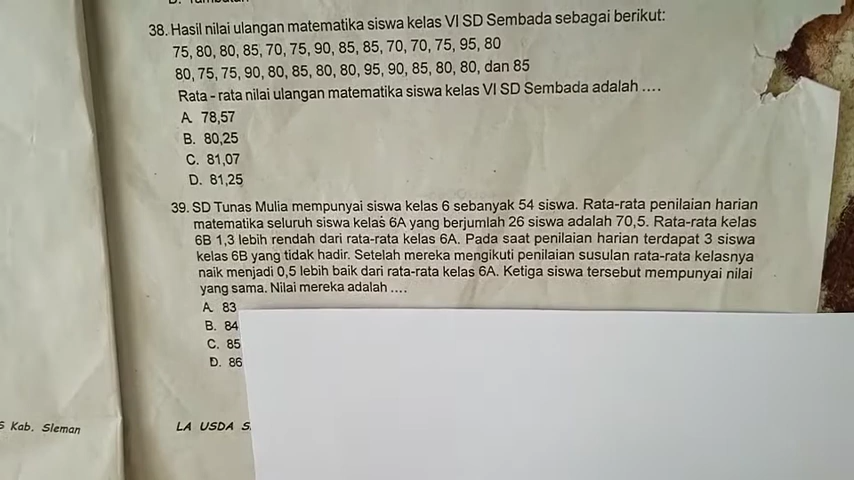 38. Hasil nilai ulangan matematika siswa kelas VI SD Sembada sebagai berikut:
75, 80, 80, 85, 70, 75, 90, 85, 85, 70, 70, 75, 95, 80
80, 75, 75, 90, 80, 85, 80, 80, 95, 90, 85, 80, 80, dan 85
Rata - rata nilai ulangan matematika siswa kelas VI SD Sembada adalah ....
A. 78,57
B. 80,25
C. 81,07
D. 81,25
39. SD Tunas Mulia mempunyai siswa kelas 6 sebanyak 54 siswa. Rata-rata penilaian harian
matematika seluruh siswa kelas 6A yang berjumlah 26 siswa adalah 70,5. Rata-rata kelas
6B 1,3 lebih rendah dari rata-rata kelas 6A. Pada saat penilaian harian terdapat 3 siswa
kelas 6B yang tidak hadir. Setelah mereka mengikuti penilaian susulan rata-rata kelasnya
naik menjadi 0,5 lebih baik dari rata-rata kelas 6A. Ketiga siswa tersebut mempunyai nilai
yang sama. Nilai mereka adalah ....
A. 83
B. 84
C. 85
D. 86
Kab. Sleman
LA USDA